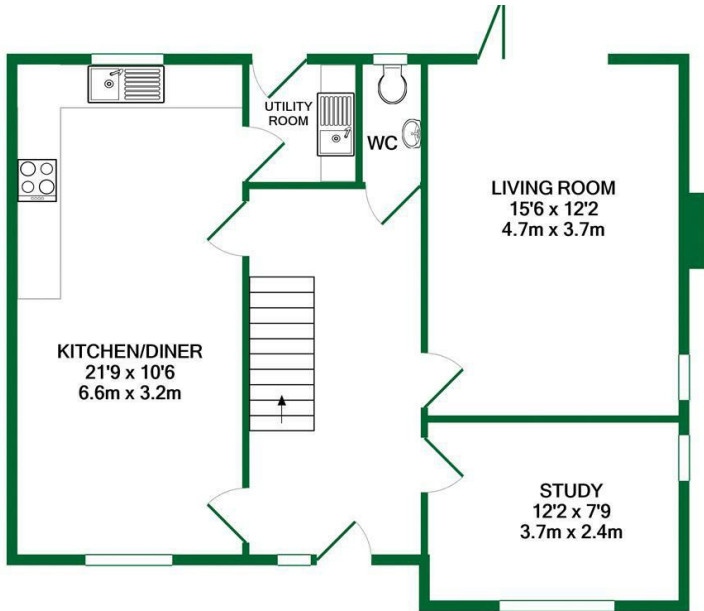 UTILITY
ROOM
WC
LIVING ROOM
15'6 x 12'2
4.7m x 3.7m
KITCHEN/DINER
21'9 x 10'6
6.6m x 3.2m
STUDY
12'2 x 7'9
3.7m x 2.4m